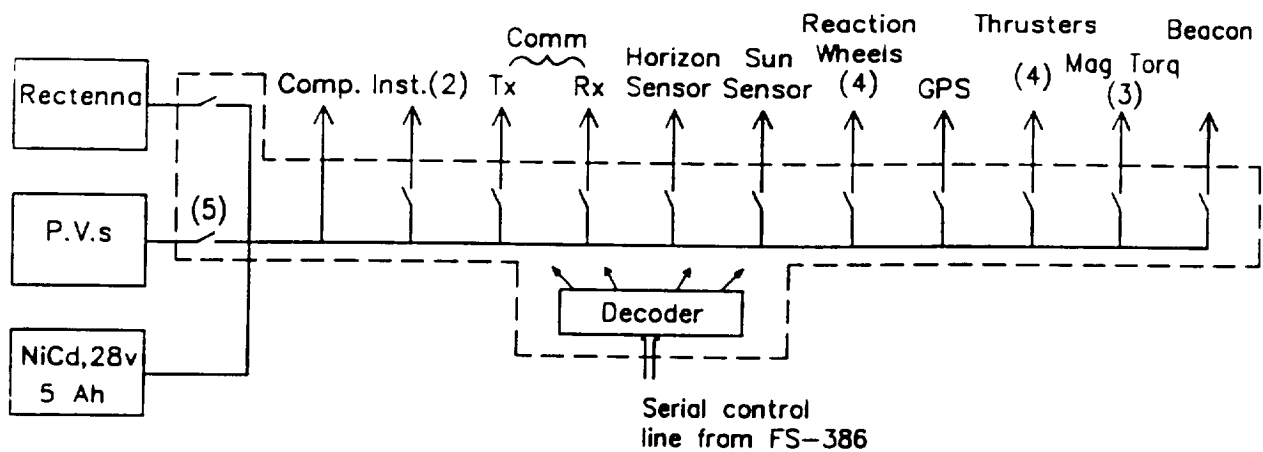 Rectenna
P.V.s
(5)
NiCd,28v
5 Ah
Comp.
Inst.(2)
Comm
Tx
Rx
Horizon
Sensor
Sun
Sensor
Reaction
Wheels
(4)
GPS
Thrusters
(4)
Mag Torq
(3)
Beacon
Decoder
Serial control
line from FS-386